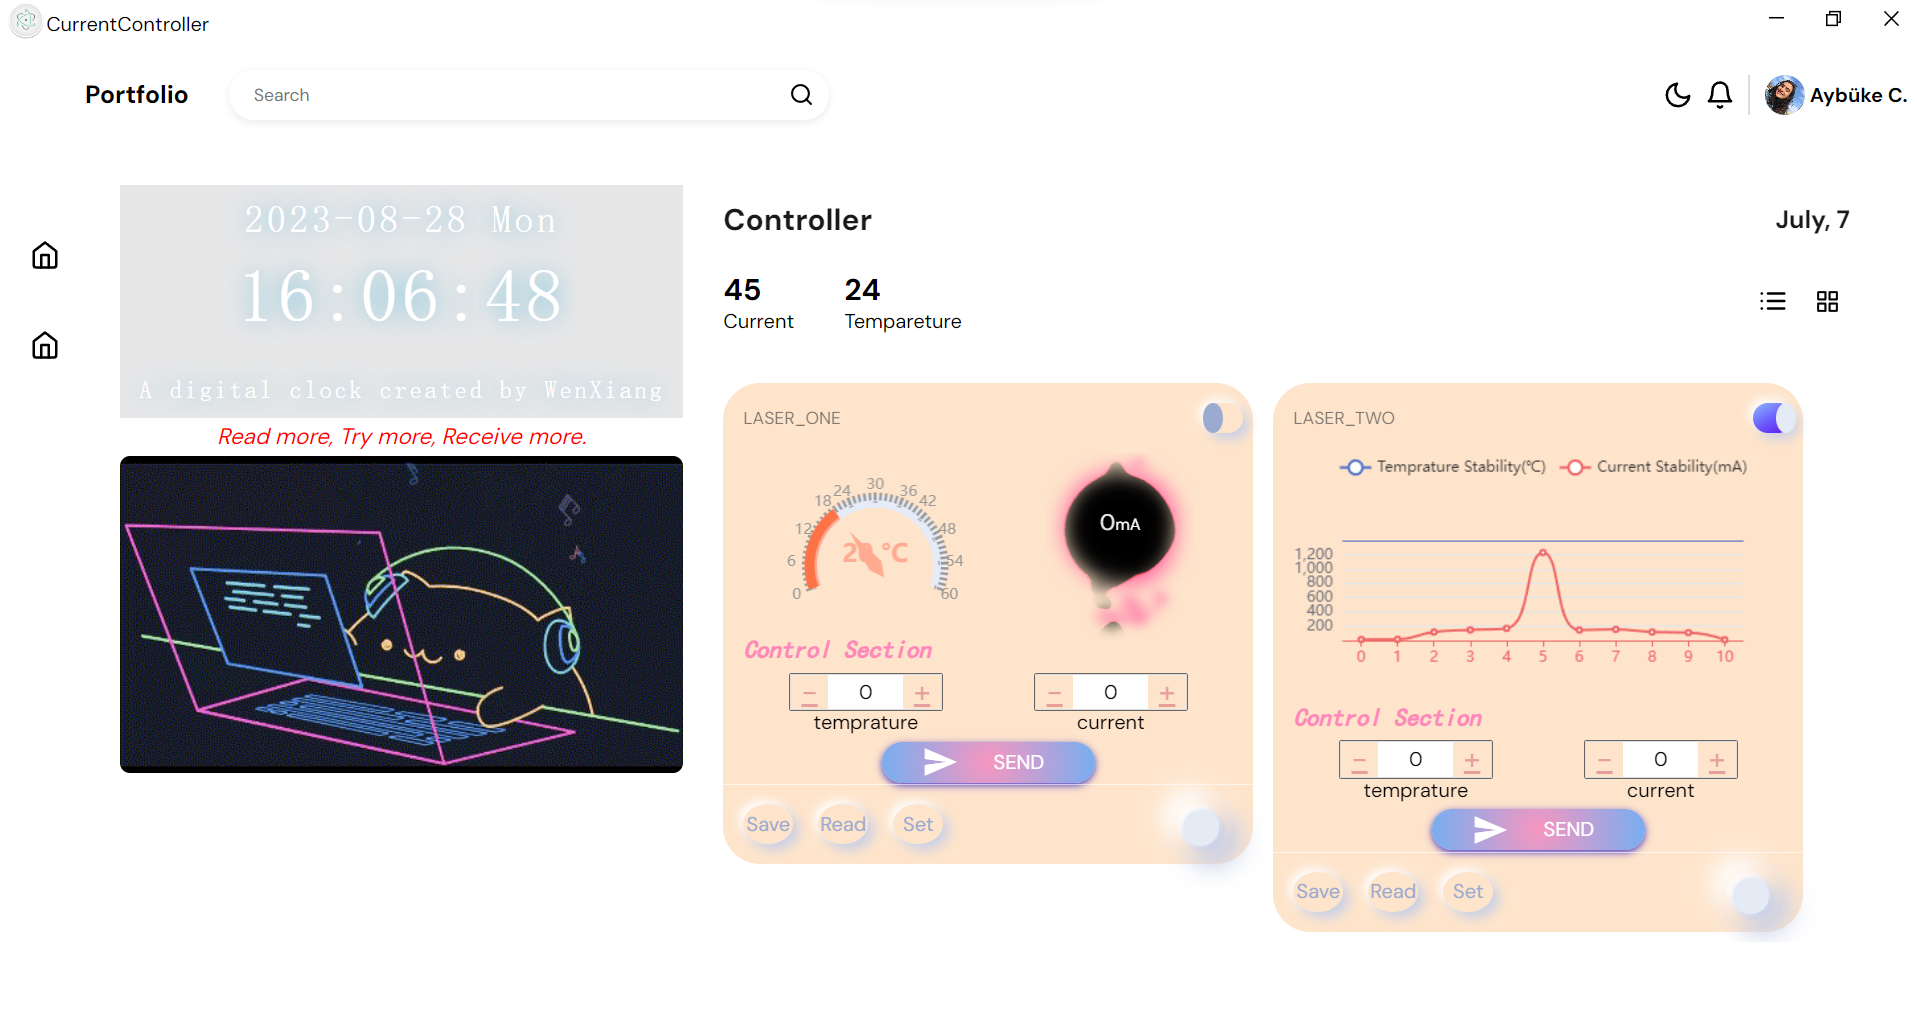 CurrentController
Portfolio
Search
Aybüke C.
2023-08-28 Mon
16:06:48
A digital clock created by WenXiang
Read more, Try more, Receive more.
Controller
July, 7
45
Current
24
Tempareture
LASER_ONE
0
6
12
18
24
30
36
42
48
54
60
°C
0mA
Control Section
0
temprature
0
current
SEND
Save
Read
Set
LASER_TWO
Temprature Stability(°C)
Current Stability(mA)
1,200
1,000
800
600
400
200
0 1 2 3 4 5 6 7 8 9 10
Control Section
0
temprature
0
current
SEND
Save
Read
Set